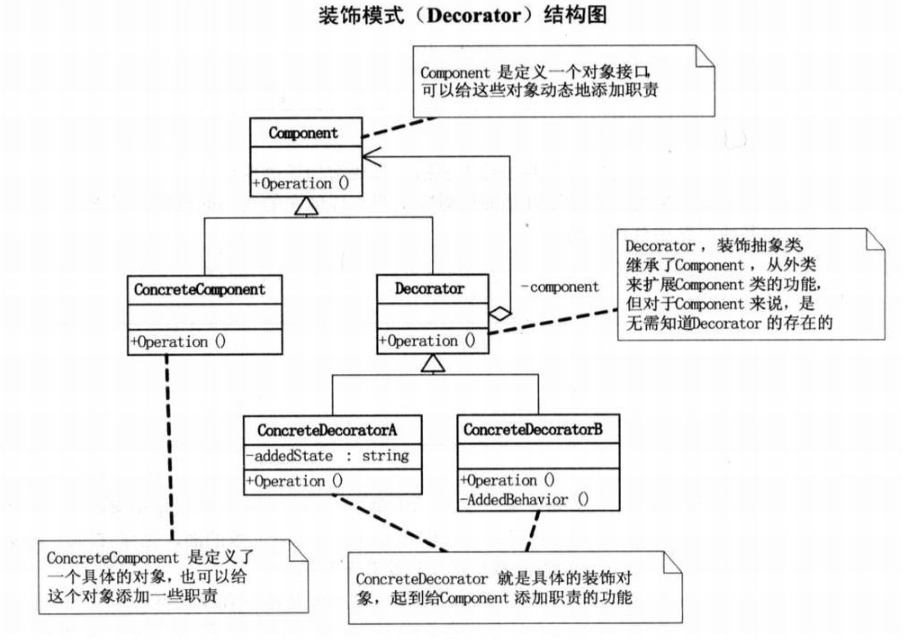 装饰模式（Decorator）结构图
Component 是定义一个对象接口，
可以给这些对象动态地添加职责
Component
+Operation ()
Decorator ，装饰抽象类，
继承了Component ，从外类
来扩展Component 类的功能，
但对于Component 来说，是
无需知道Decorator 的存在的
ConcreteComponent
+Operation ()
Decorator
+Operation ()
-component
ConcreteDecoratorA
-addedState : string
+Operation ()
ConcreteDecoratorB
+Operation ()
-AddedBehavior ()
ConcreteComponent 是定义了
一个具体的对象，也可以给
这个对象添加一些职责
ConcreteDecorator 就是具体的装饰对
象，起到给Component 添加职责的功能